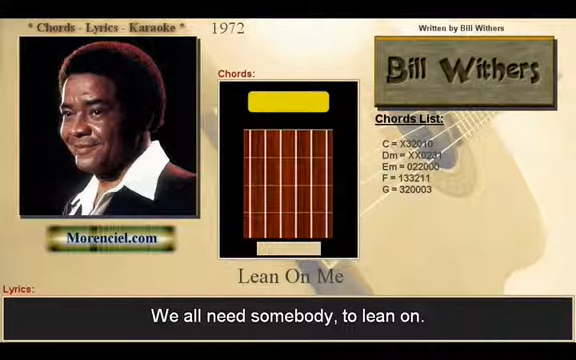 * Chords - Lyrics - Karaoke *
1972
Written by Bill Withers
Bill Withers
Chords:
Chords List:
C = X32010
Dm = XX0231
Em = 022000
F = 133211
G = 320003
Morenciel.com
Lean On Me
Lyrics:
We all need somebody, to lean on.